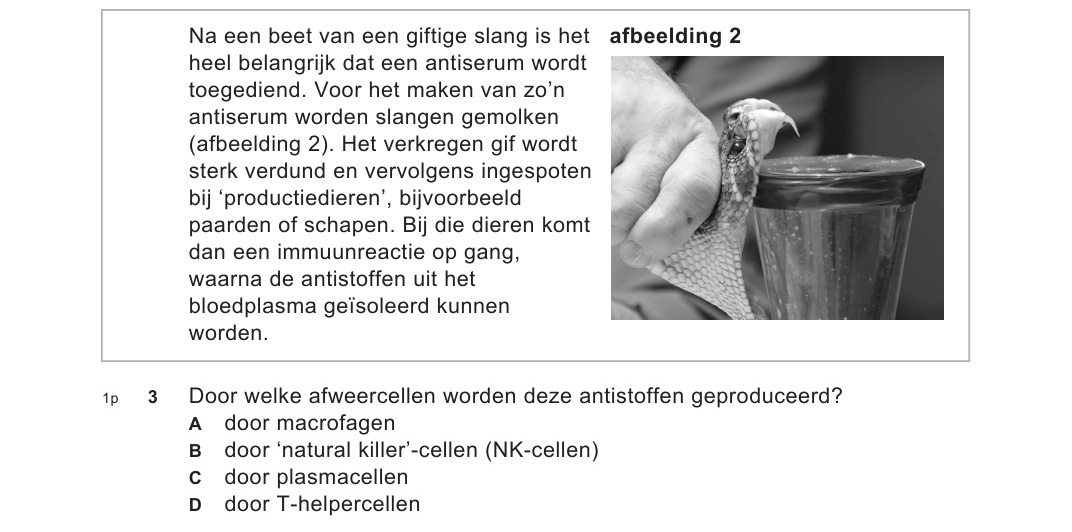 Na een beet van een giftige slang is het
heel belangrijk dat een antiserum wordt
toegediend. Voor het maken van zo’n
antiserum worden slangen gemolken
(afbeelding 2). Het verkregen gif wordt
sterk verdund en vervolgens ingespoten
bij ‘productiedieren’, bijvoorbeeld
paarden of schapen. Bij die dieren komt
dan een immuunreactie op gang,
waarna de antistoffen uit het
bloedplasma geïsoleerd kunnen
worden.
afbeelding 2
1p 3 Door welke afweercellen worden deze antistoffen geproduceerd?
A door macrofagen
B door ‘natural killer’-cellen (NK-cellen)
C door plasmacellen
D door T-helpercellen